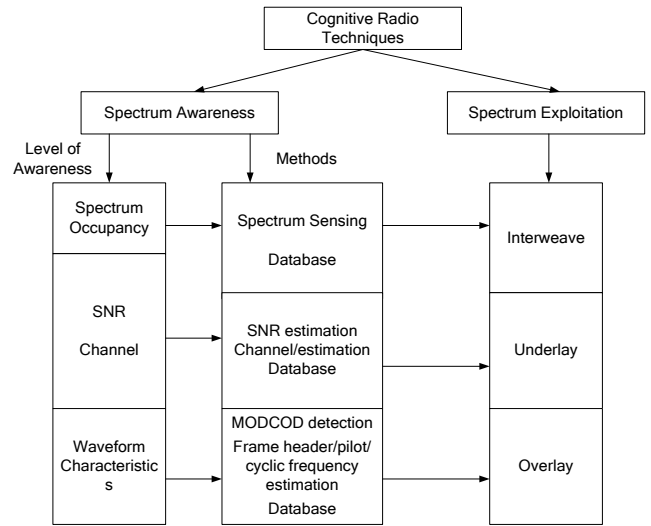 Cognitive Radio
Techniques
Spectrum Awareness
Spectrum Exploitation
Level of
Awareness
Methods
Spectrum
Occupancy
Spectrum Sensing
Database
Interweave
SNR
Channel
SNR estimation
Channel/estimation
Database
Underlay
Waveform
Characteristic
s
MODCOD detection
Frame header/pilot/
cyclic frequency
estimation
Database
Overlay